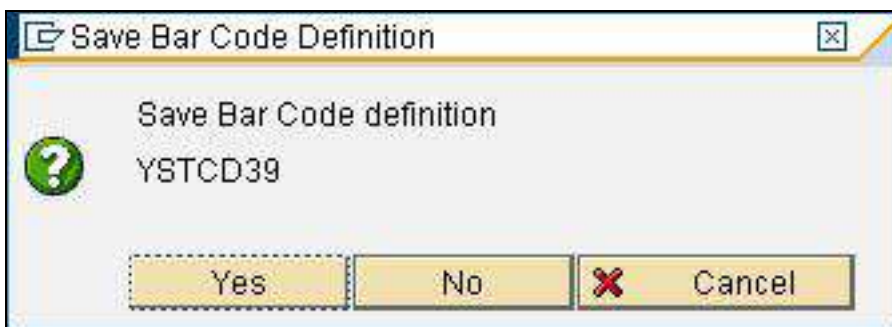 Save Bar Code Definition
Save Bar Code definition
YSTCD39
Yes No Cancel